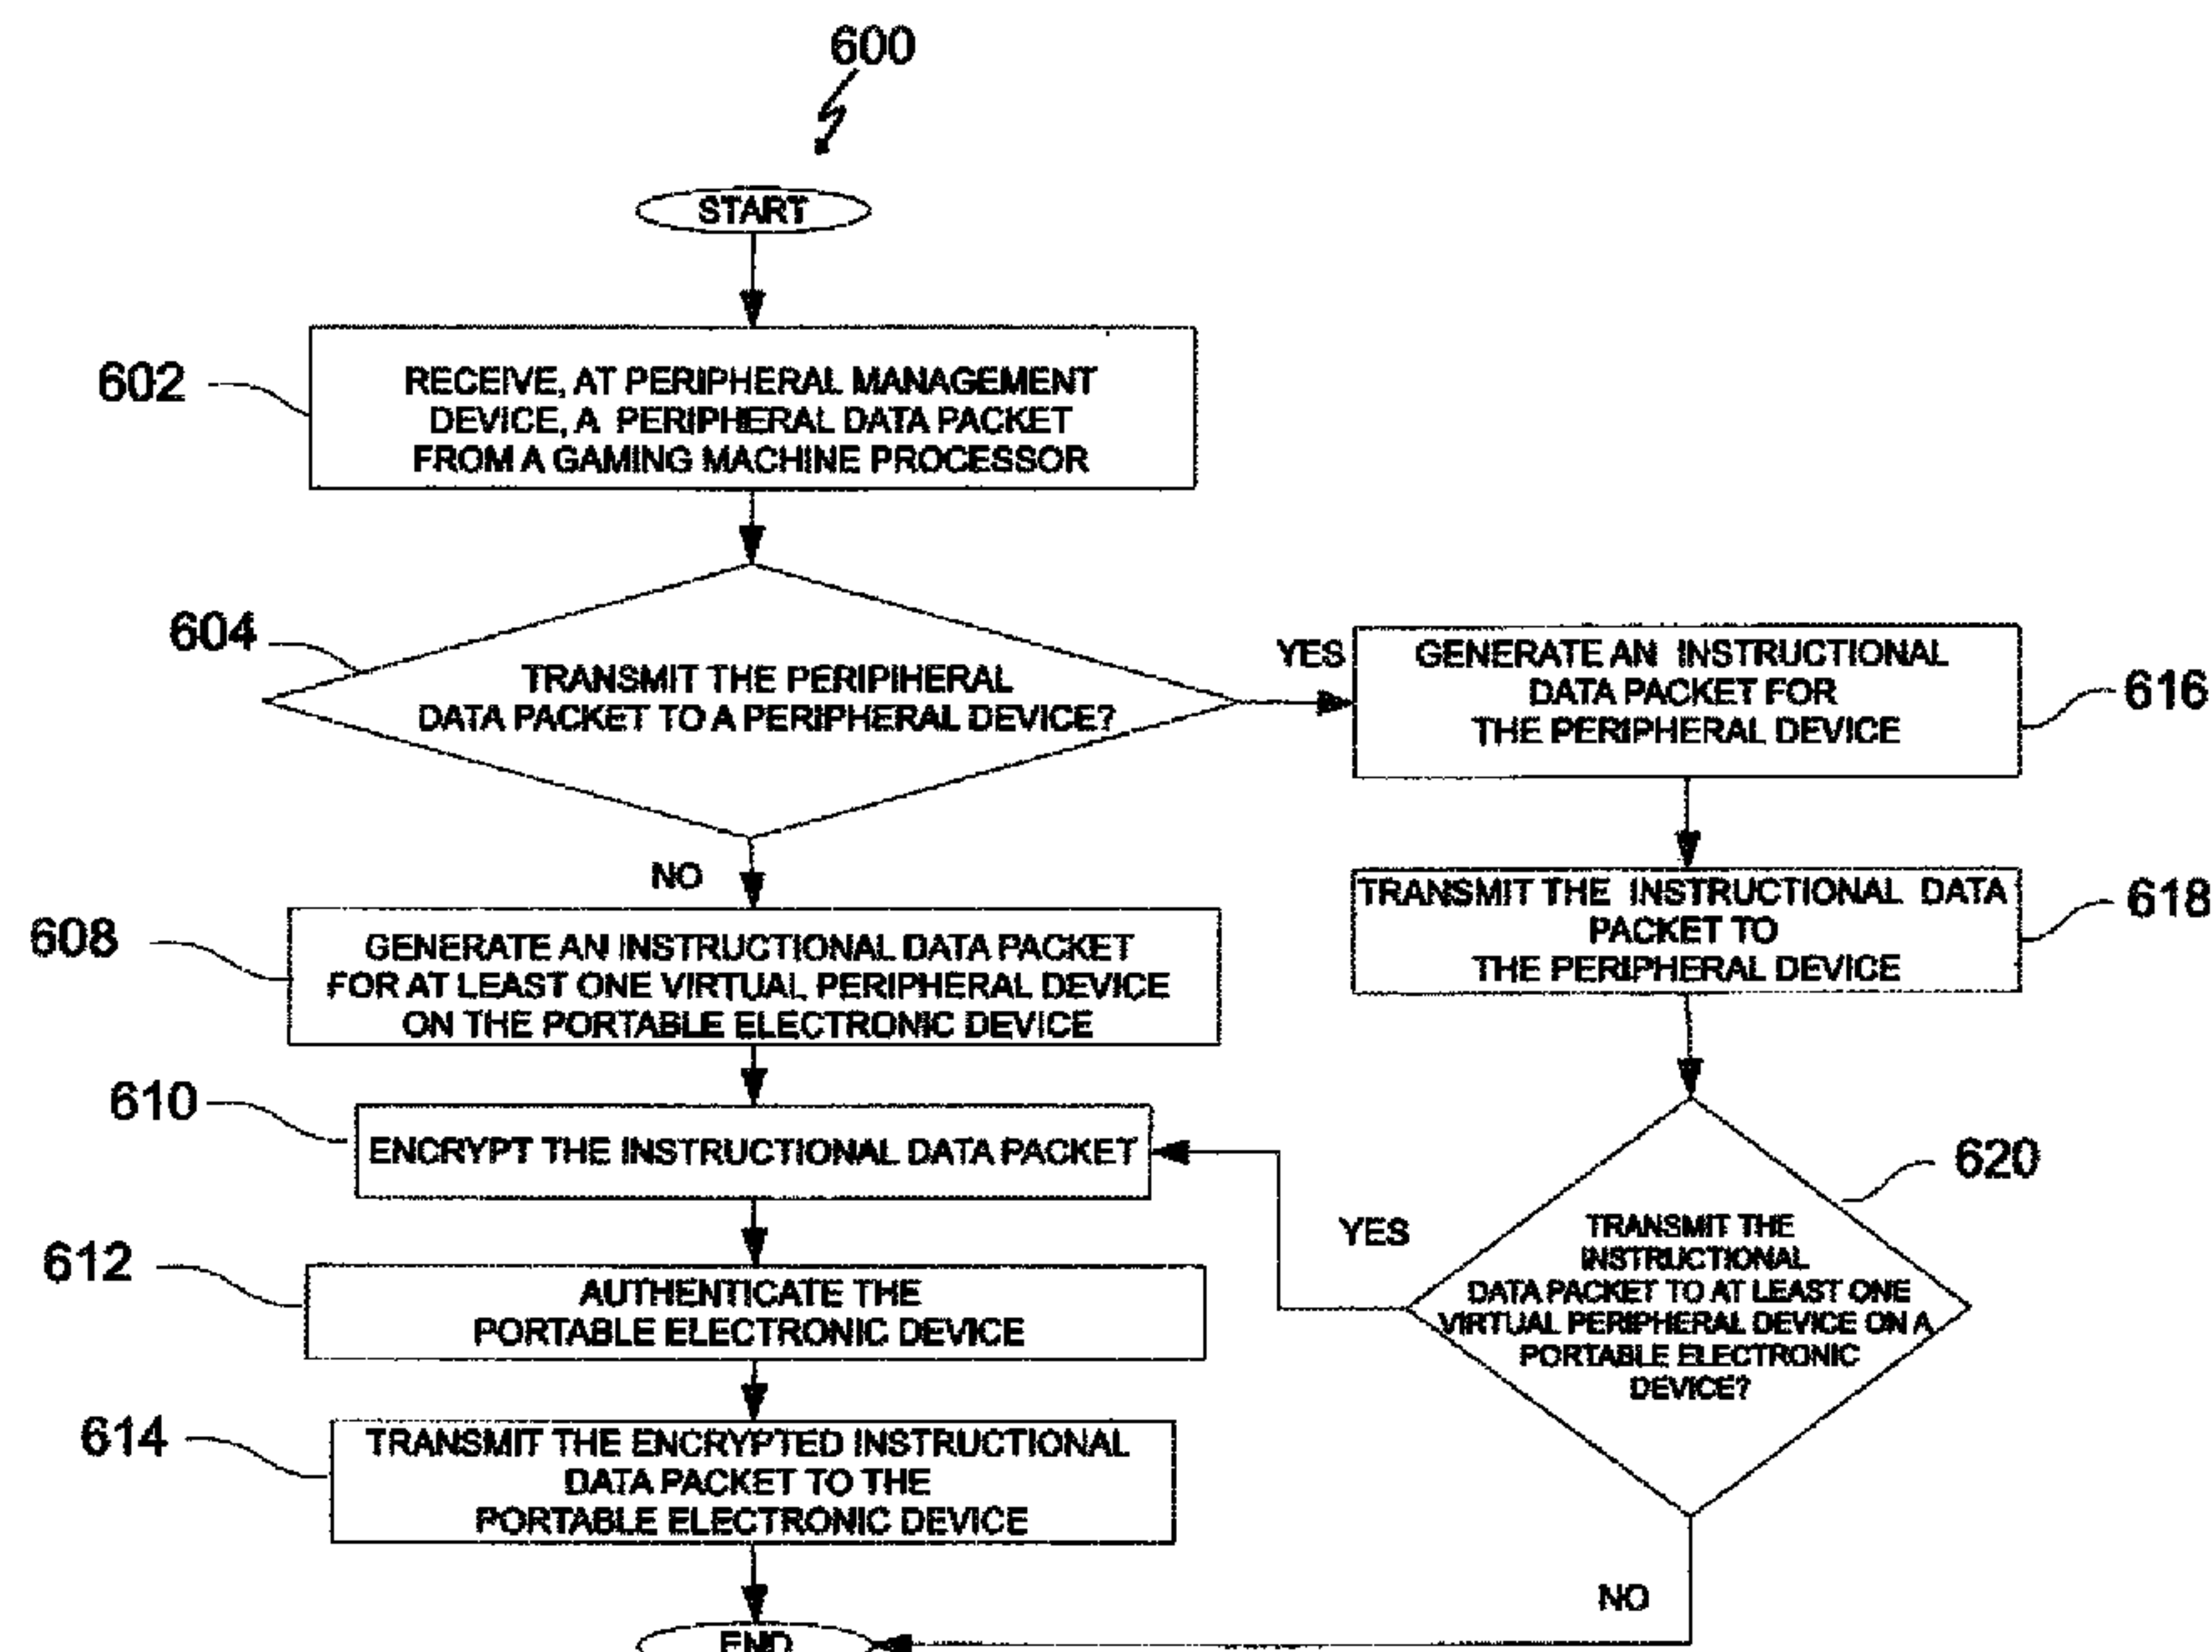 600
START
602
RECEIVE, AT PERIPHERAL MANAGEMENT
DEVICE, A PERIPHERAL DATA PACKET
FROM A GAMING MACHINE PROCESSOR
604
TRANSMIT THE PERIPIHERAL
DATA PACKET TO A PERIPHERAL DEVICE?
YES
GENERATE AN INSTRUCTIONAL
DATA PACKET FOR
THE PERIPHERAL DEVICE
616
NO
608
GENERATE AN INSTRUCTIONAL DATA PACKET
FOR AT LEAST ONE VIRTUAL PERIPHERAL DEVICE
ON THE PORTABLE ELECTRONIC DEVICE
TRANSMIT THE INSTRUCTIONAL DATA
PACKET TO
THE PERIPHERAL DEVICE
618
610
ENCRYPT THE INSTRUCTIONAL DATA PACKET
620
YES
TRANSMIT THE
INSTRUCTIONAL
DATA PACKET TO AT LEAST ONE
VIRTUAL PERIPHERAL DEVICE ON A
PORTABLE ELECTRONIC
DEVICE?
612
AUTHENTICATE THE
PORTABLE ELECTRONIC DEVICE
614
TRANSMIT THE ENCRYPTED INSTRUCTIONAL
DATA PACKET TO THE
PORTABLE ELECTRONIC DEVICE
NO
END